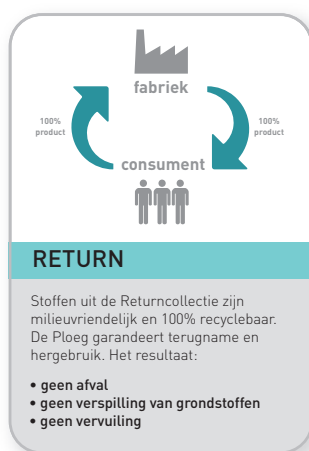 fabriek
100%
product
100%
product
consument
RETURN
Stoffen uit de Returncollectie zijn
milieuvriendelijk en 100% recyclebaar.
De Ploeg garandeert terugname en
hergebruik. Het resultaat:
• geen afval
• geen verspilling van grondstoffen
• geen vervuiling